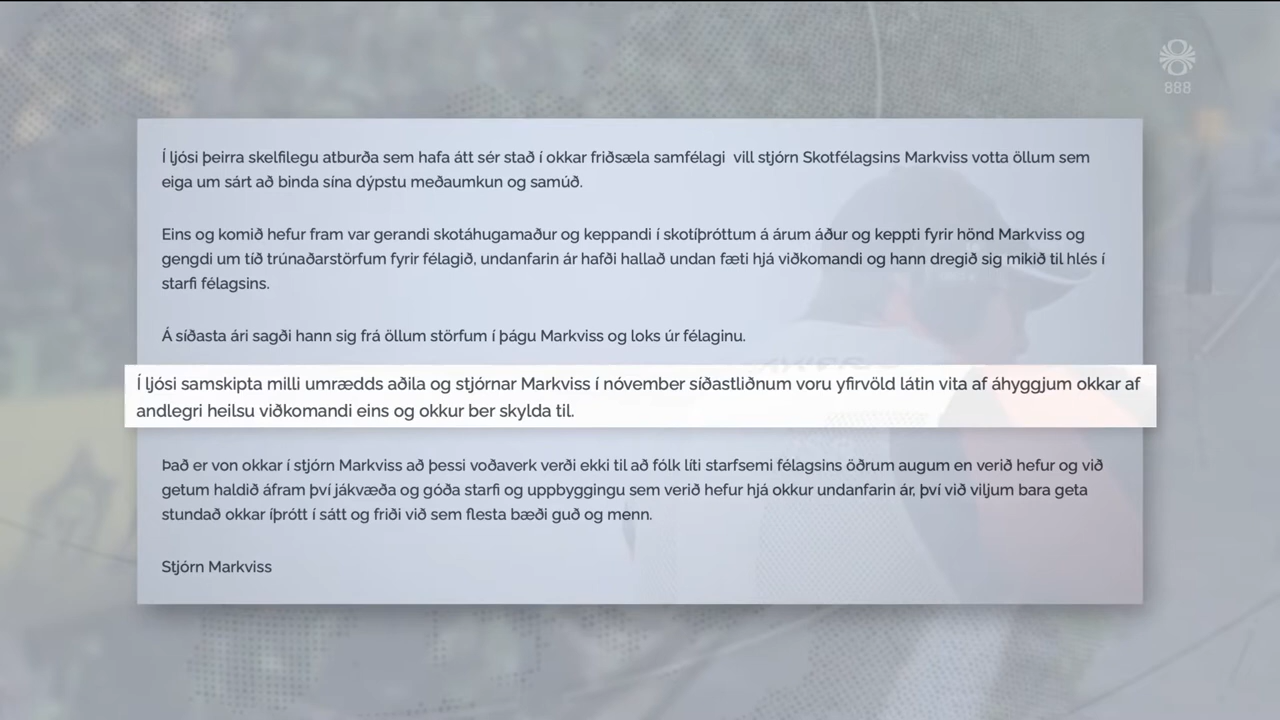 888
Í ljósi þeirra skelfilegu atburða sem hafa átt sér stað í okkar friðsæla samfélagi  vill stjórn Skotfélagsins Markviss votta öllum sem
eiga um sárt að binda sína dýpstu meðaumkun og samúð.
Eins og komið hefur fram var gerandi skotáhugamaður og keppandi í skotíþróttum á árum áður og keppti fyrir hönd Markviss og
gengdi um tíð trúnaðarstörfum fyrir félagið, undanfarin ár hafði hallað undan fæti hjá viðkomandi og hann dregið sig mikið til hlés í
starfi félagsins.
Á síðasta ári sagði hann sig frá öllum störfum í þágu Markviss og loks úr félaginu.
Í ljósi samskipta milli umrædds aðila og stjórnar Markviss í nóvember síðastliðnum voru yfirvöld látin vita af áhyggjum okkar af
andlegri heilsu viðkomandi eins og okkur ber skylda til.
Það er von okkar í stjórn Markviss að þessi voðaverk verði ekki til að fólk líti starfsemi félagsins öðrum augum en verið hefur og við
getum haldið áfram því jákvæða og góða starfi og uppbyggingu sem verið hefur hjá okkur undanfarin ár, því við viljum bara geta
stundað okkar íþrótt í sátt og friði við sem flesta bæði guð og menn.
Stjórn Markviss